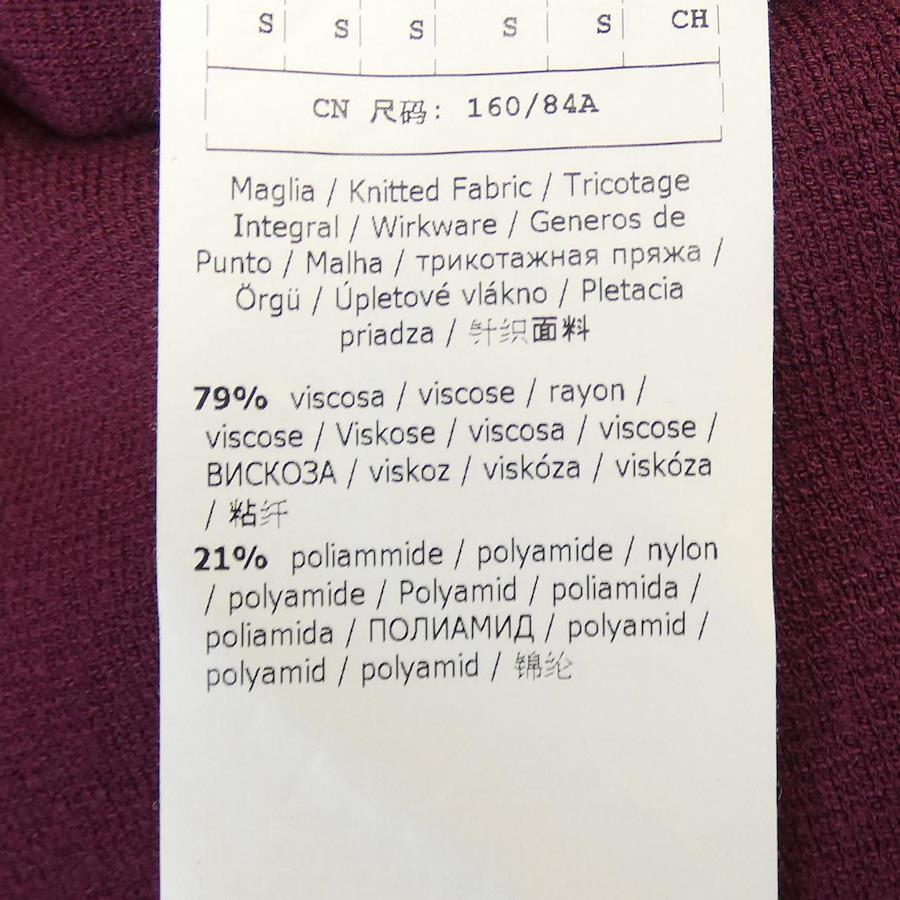 S S S S S CH
CN 尺码: 160/84A
Maglia / Knitted Fabric / Tricotage
Integral / Wirkware / Generos de
Punto / Malha / трикотажная пряжа /
Örgü / Úpletové vlákno / Pletacia
priadza / 针织面料
79% viscosa / viscose / rayon /
viscose / Viskose / viscosa / viscose /
ВИСКОЗА / viskoz / viskóza / viskóza
/ 粘纤
21% poliammide / polyamide / nylon
/ polyamide / Polyamid / poliamida /
poliamida / ПОЛИАМИД / polyamid /
polyamid / polyamid / 锦纶